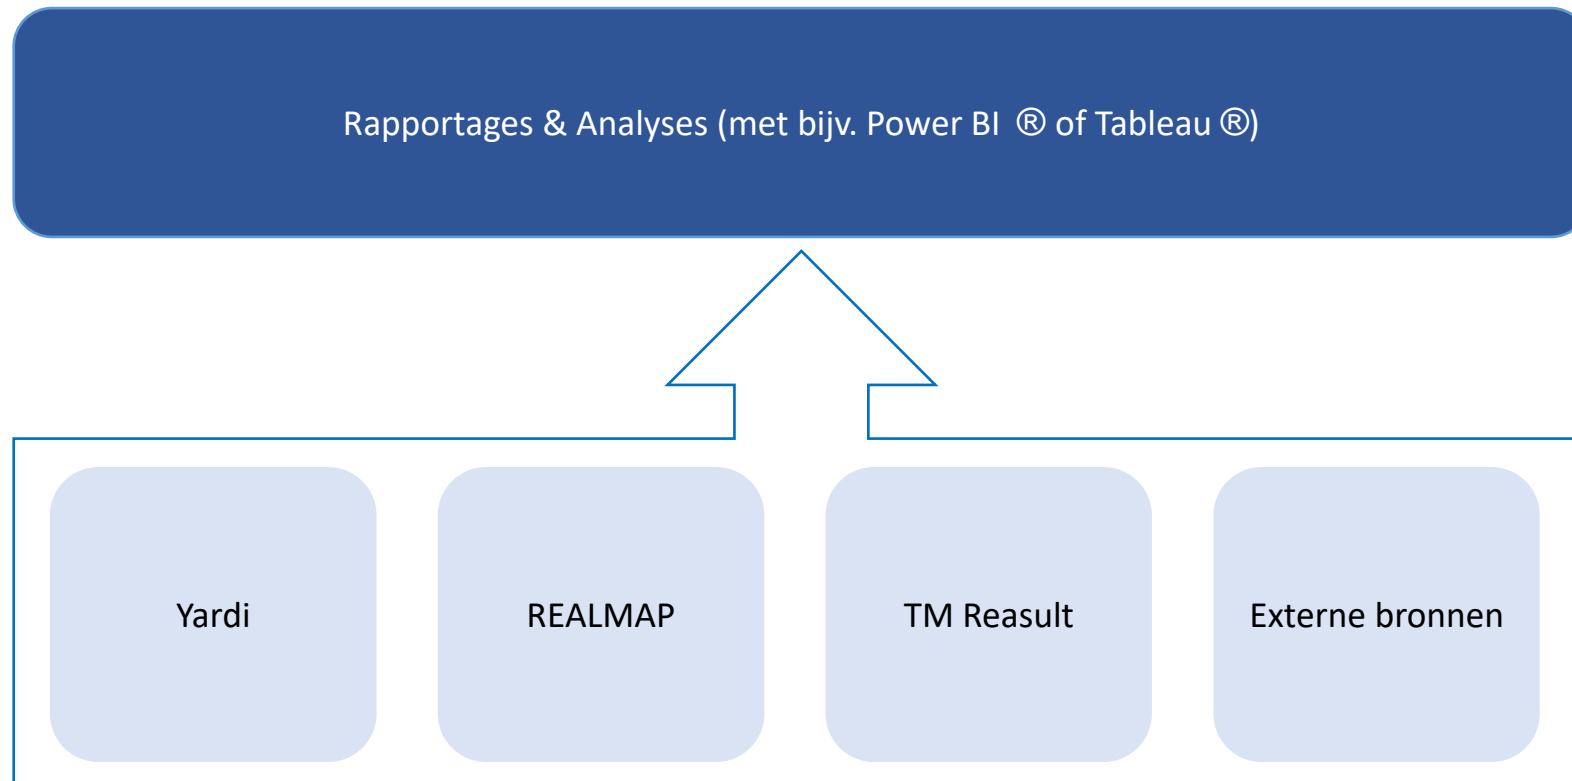 Rapportages & Analyses (met bijv. Power BI ® of Tableau ®)
Yardi
REALMAP
TM Reasult
Externe bronnen